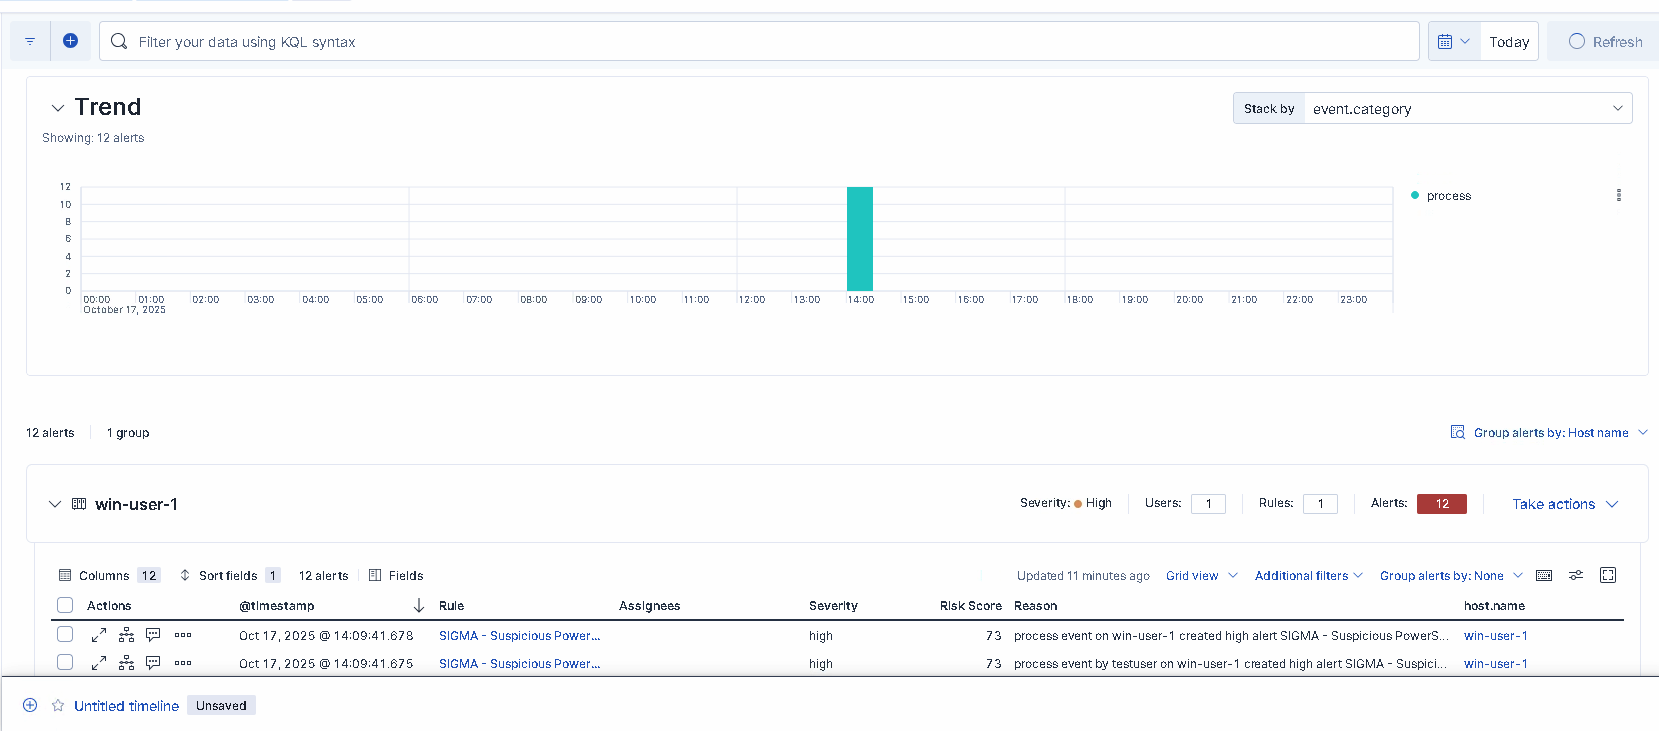 Filter your data using KQL syntax
Today
Refresh
Trend
Stack by
event.category
Showing: 12 alerts
12
10
8
6
4
2
0
process
00:00 01:00 02:00 03:00 04:00 05:00 06:00 07:00 08:00 09:00 10:00 11:00 12:00 13:00 14:00 15:00 16:00 17:00 18:00 19:00 20:00 21:00 22:00 23:00
October 17, 2025
12 alerts
1 group
Group alerts by: Host name
win-user-1
Severity: High
Users: 1
Rules: 1
Alerts: 12
Take actions
Columns 12
Sort fields 1
12 alerts
Fields
Updated 11 minutes ago
Grid view
Additional filters
Group alerts by: None
Actions @timestamp Rule Assignees Severity Risk Score Reason host.name
Oct 17, 2025 @ 14:09:41.678 SIGMA - Suspicious Power... high 73 process event on win-user-1 created high alert SIGMA - Suspicious PowerS... win-user-1
Oct 17, 2025 @ 14:09:41.675 SIGMA - Suspicious Power... high 73 process event by testuser on win-user-1 created high alert SIGMA - Suspici... win-user-1
Untitled timeline
Unsaved